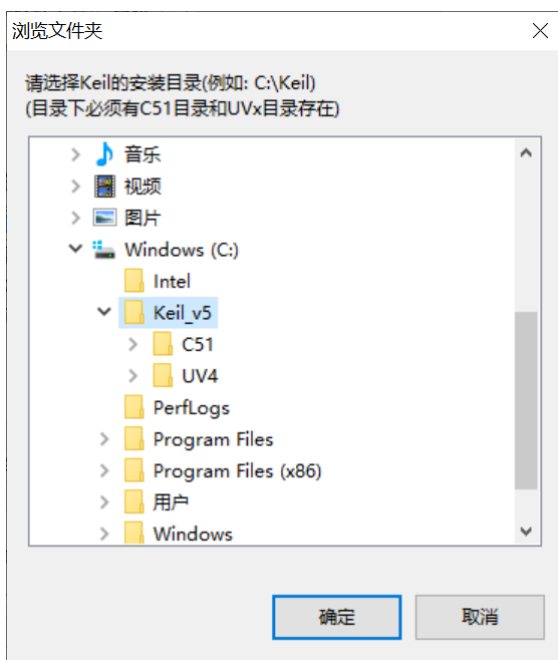 浏览文件夹
请选择Keil的安装目录(例如: C:\Keil)
(目录下必须有C51目录和UVx目录存在)
音乐
视频
图片
Windows (C:)
Intel
Keil_v5
C51
UV4
PerfLogs
Program Files
Program Files (x86)
用户
Windows
确定
取消